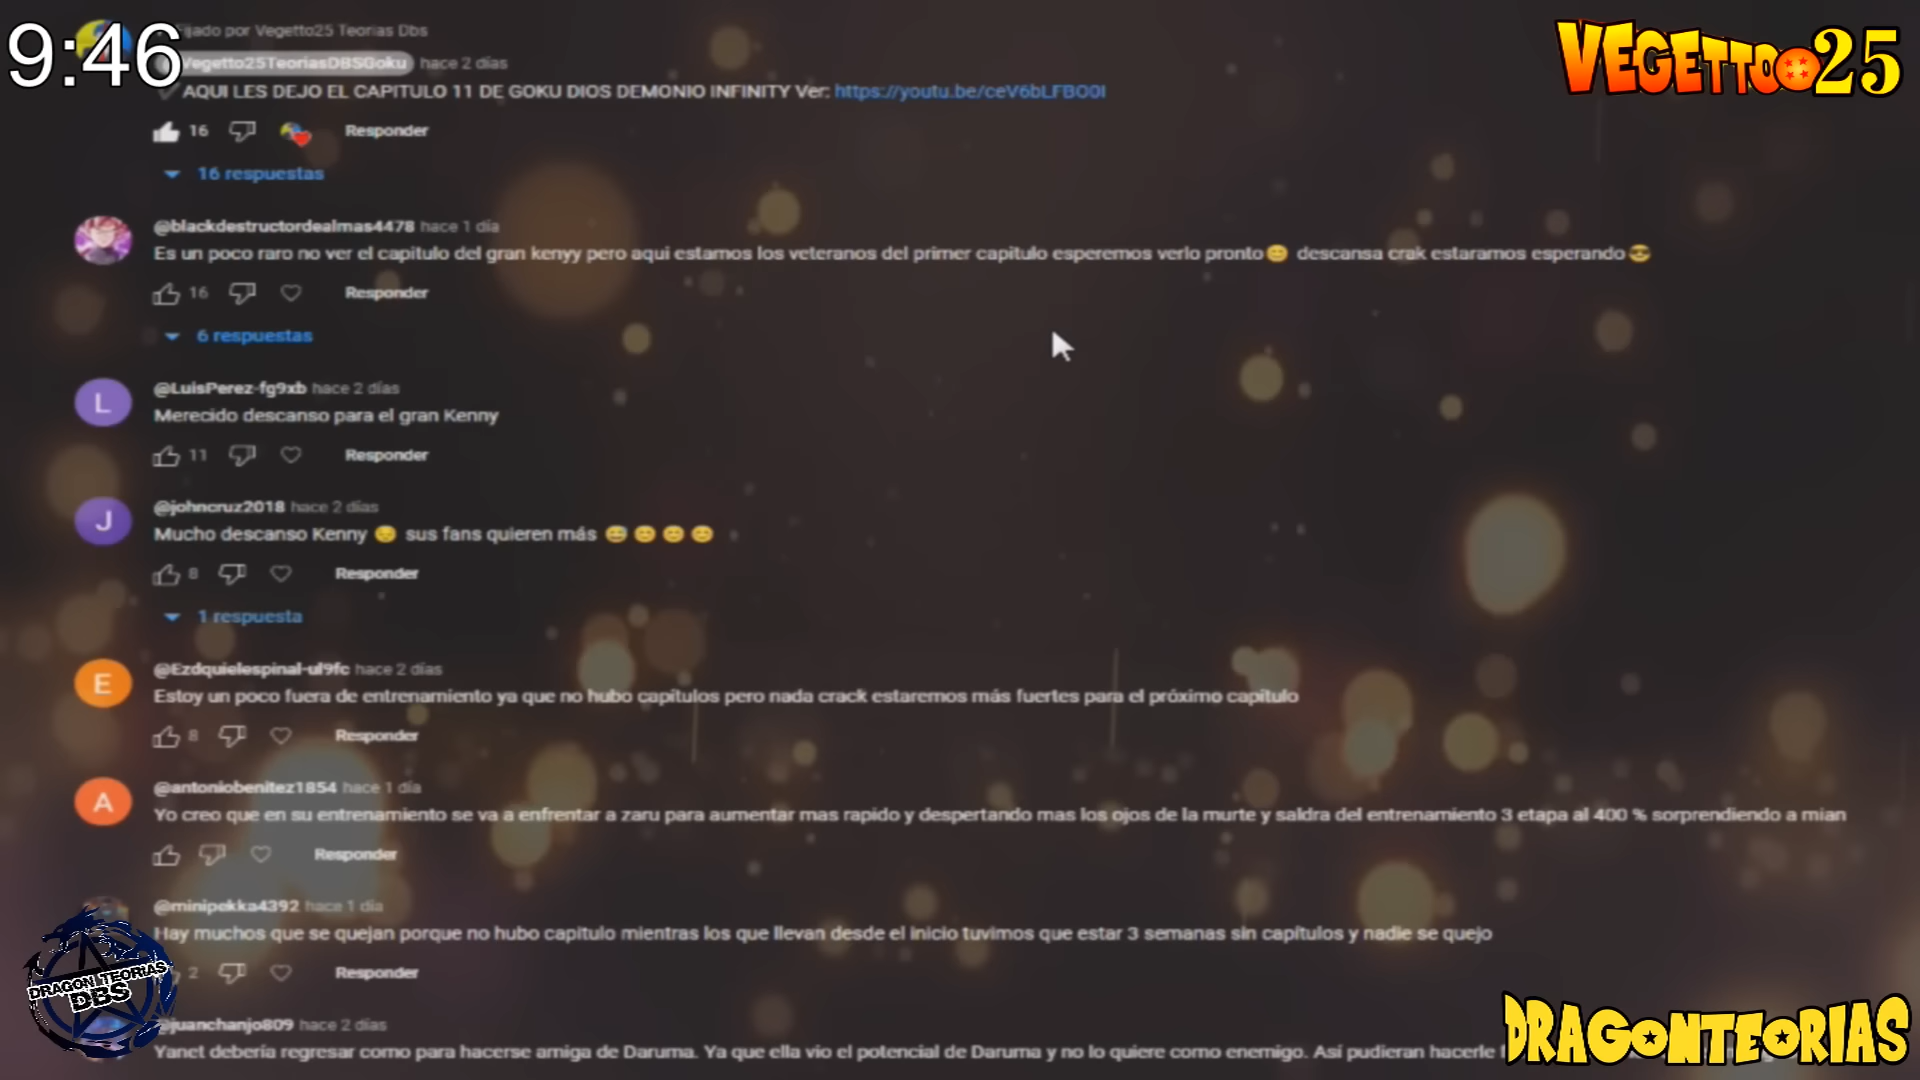 9:46
Fijado por Vegetto25 Teorias Dbs
VEGETTO25
@Vegetto25TeoriasDBSGoku hace 2 días
AQUI LES DEJO EL CAPITULO 11 DE GOKU DIOS DEMONIO INFINITY Ver: https://youtu.be/ceV6bLFBO0I
16 Responder
16 respuestas
@blackdestructordealmas4478 hace 1 día
Es un poco raro no ver el capitulo del gran kenyy pero aqui estamos los veteranos del primer capitulo esperemos verlo pronto😊 descansa crak estaramos esperando😎
16 Responder
6 respuestas
L
@LuisPerez-fg9xb hace 2 días
Merecido descanso para el gran Kenny
11 Responder
J
@johncruz2018 hace 2 días
Mucho descanso Kenny 😔 sus fans quieren más 😅 😊 😊 😊
8 Responder
1 respuesta
E
@Ezdquielespinal-ul9fc hace 2 días
Estoy un poco fuera de entrenamiento ya que no hubo capítulos pero nada crack estaremos más fuertes para el próximo capítulo
8 Responder
A
@antoniobenitez1854 hace 1 día
Yo creo que en su entrenamiento se va a enfrentar a zaru para aumentar mas rapido y despertando mas los ojos de la murte y saldra del entrenamiento 3 etapa al 400 % sorprendiendo a mian
Responder
@minipekka4392 hace 1 día
Hay muchos que se quejan porque no hubo capitulo mientras los que llevan desde el inicio tuvimos que estar 3 semanas sin capítulos y nadie se quejo
2 Responder
DRAGON TEORIAS
DBS
@juanchanjo809 hace 2 días
Yanet debería regresar como para hacerse amiga de Daruma. Ya que ella vio el potencial de Daruma y no lo quiere como enemigo. Así pudieran hacerle
DRAGONTEORIAS